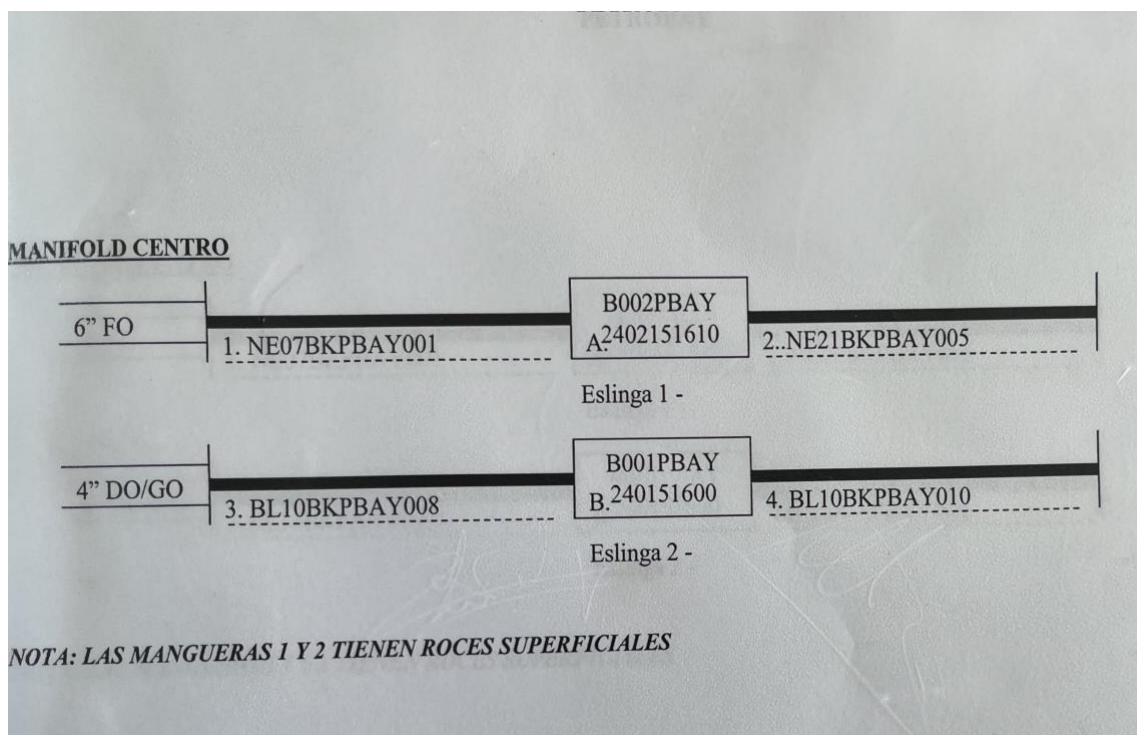 MANIFOLD CENTRO
6” FO
1. NE07BKPBAY001
B002PBAY
A.2402151610
2..NE21BKPBAY005
Eslinga 1 -
4” DO/GO
3. BL10BKPBAY008
B001PBAY
B.240151600
4. BL10BKPBAY010
Eslinga 2 -
NOTA: LAS MANGUERAS 1 Y 2 TIENEN ROCES SUPERFICIALES